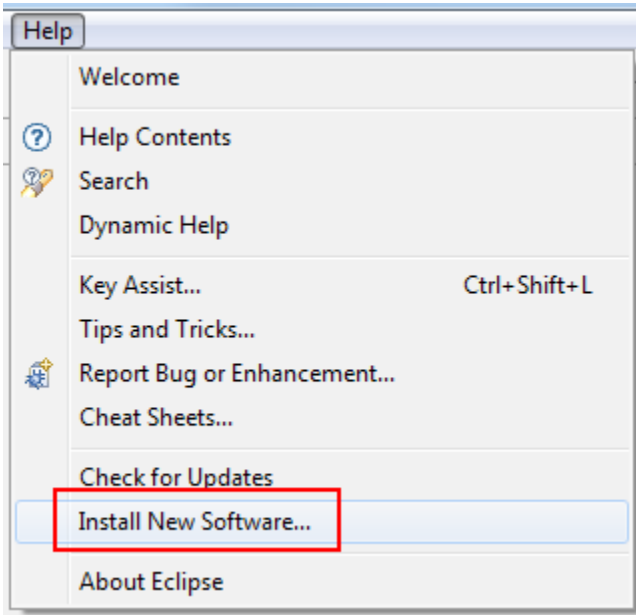 Help
Welcome
Help Contents
Search
Dynamic Help
Key Assist... Ctrl+Shift+L
Tips and Tricks...
Report Bug or Enhancement...
Cheat Sheets...
Check for Updates
Install New Software...
About Eclipse